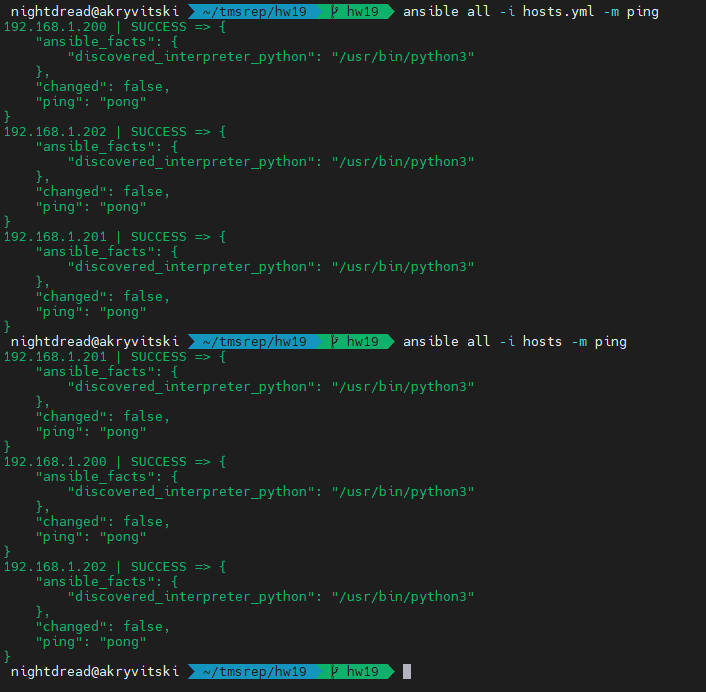 nightdread@akryvitski ~/tmsrep/hw19 hw19 ansible all -i hosts.yml -m ping
192.168.1.200 | SUCCESS => {
    "ansible_facts": {
        "discovered_interpreter_python": "/usr/bin/python3"
    },
    "changed": false,
    "ping": "pong"
}
192.168.1.202 | SUCCESS => {
    "ansible_facts": {
        "discovered_interpreter_python": "/usr/bin/python3"
    },
    "changed": false,
    "ping": "pong"
}
192.168.1.201 | SUCCESS => {
    "ansible_facts": {
        "discovered_interpreter_python": "/usr/bin/python3"
    },
    "changed": false,
    "ping": "pong"
}
nightdread@akryvitski ~/tmsrep/hw19 hw19 ansible all -i hosts -m ping
192.168.1.201 | SUCCESS => {
    "ansible_facts": {
        "discovered_interpreter_python": "/usr/bin/python3"
    },
    "changed": false,
    "ping": "pong"
}
192.168.1.200 | SUCCESS => {
    "ansible_facts": {
        "discovered_interpreter_python": "/usr/bin/python3"
    },
    "changed": false,
    "ping": "pong"
}
192.168.1.202 | SUCCESS => {
    "ansible_facts": {
        "discovered_interpreter_python": "/usr/bin/python3"
    },
    "changed": false,
    "ping": "pong"
}
nightdread@akryvitski ~/tmsrep/hw19 hw19